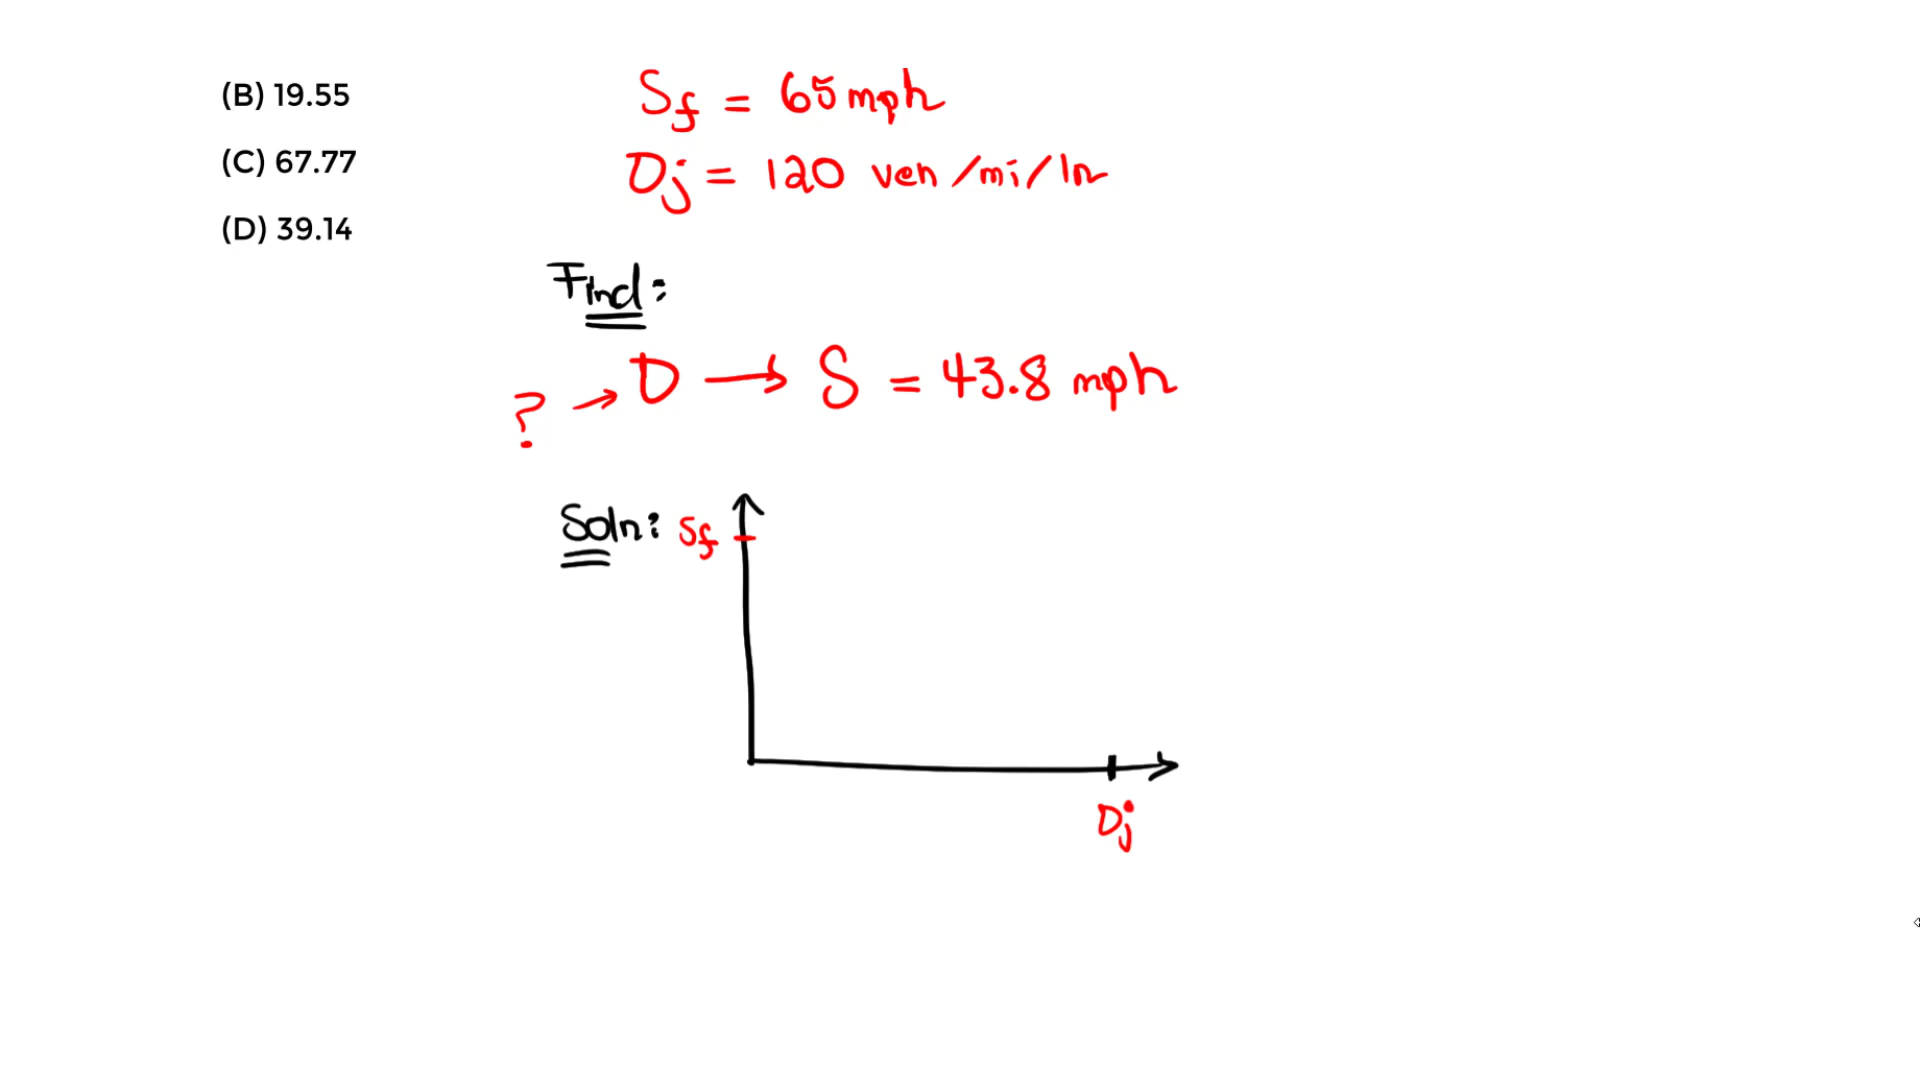 (B) 19.55
(C) 67.77
(D) 39.14
Sf = 65 mph
Dj = 120 veh/mi/ln
Find:
? → D → S = 43.8 mph
Soln: Sf
Dj